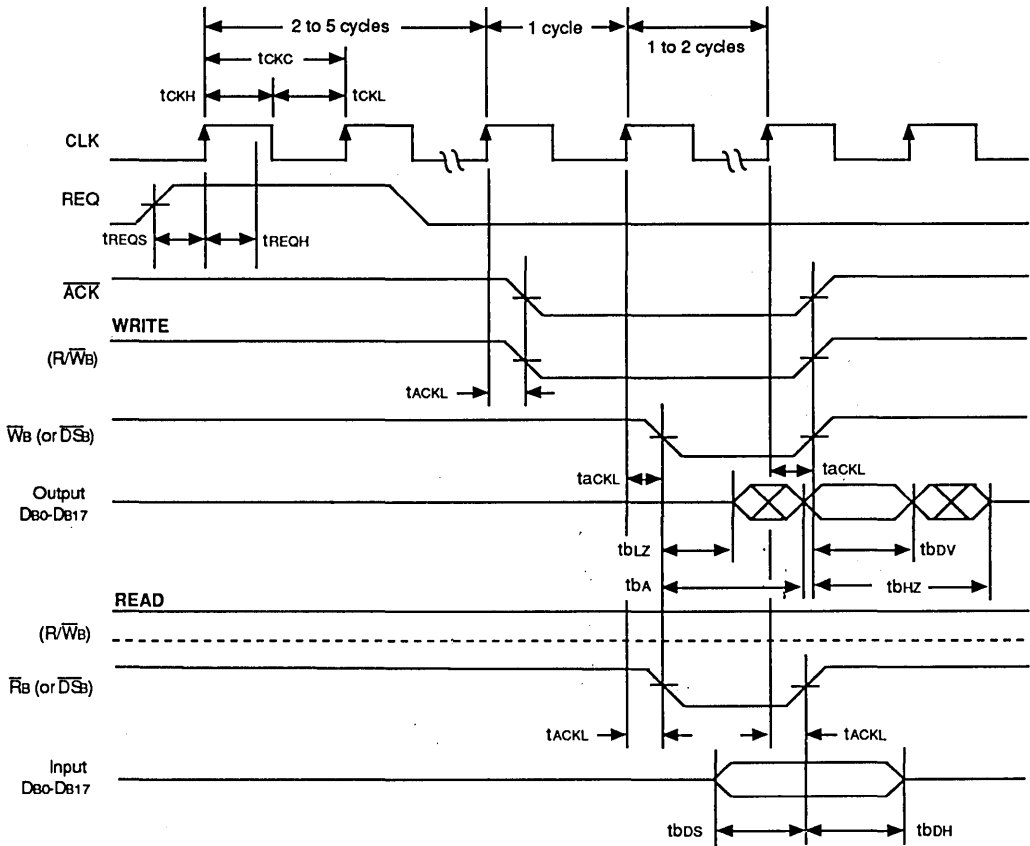 2 to 5 cycles
1 cycle
1 to 2 cycles
tCKC
tCKH
tCKL
CLK
REQ
tREQS
tREQH
ACK
WRITE
(R/WB)
tACKL
WB (or DSB)
taCKL
taCKL
Output
DB0-DB17
tbLZ
tbDV
tbA
tbHZ
READ
(R/WB)
RB (or DSB)
tACKL
tACKL
Input
DB0-DB17
tbDS
tbDH